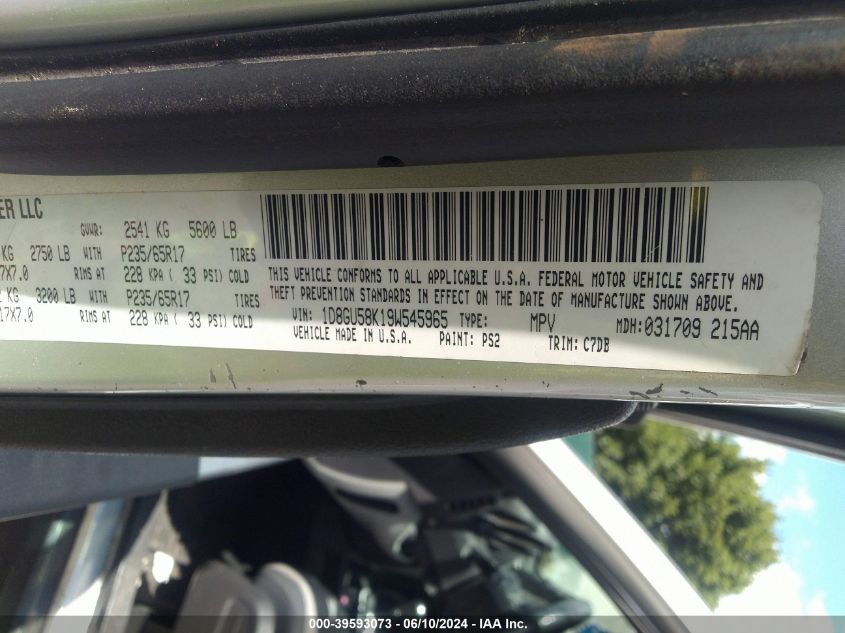 ER LLC
GVWR: 2541 KG 5600 LB
KG 2750 LB WITH P235/65R17 TIRES
7X7.0 RIMS AT 228 KPA ( 33 PSI) COLD
KG 3200 LB WITH P235/65R17 TIRES
17X7.0 RIMS AT 228 KPA ( 33 PSI) COLD
THIS VEHICLE CONFORMS TO ALL APPLICABLE U.S.A. FEDERAL MOTOR VEHICLE SAFETY AND
THEFT PREVENTION STANDARDS IN EFFECT ON THE DATE OF MANUFACTURE SHOWN ABOVE.
VIN: 1D8GU58K19W545965 TYPE: MPV MDH: 031709 215AA
VEHICLE MADE IN U.S.A. PAINT: PS2 TRIM: C7DB
000-39593073 - 06/10/2024 - IAA Inc.